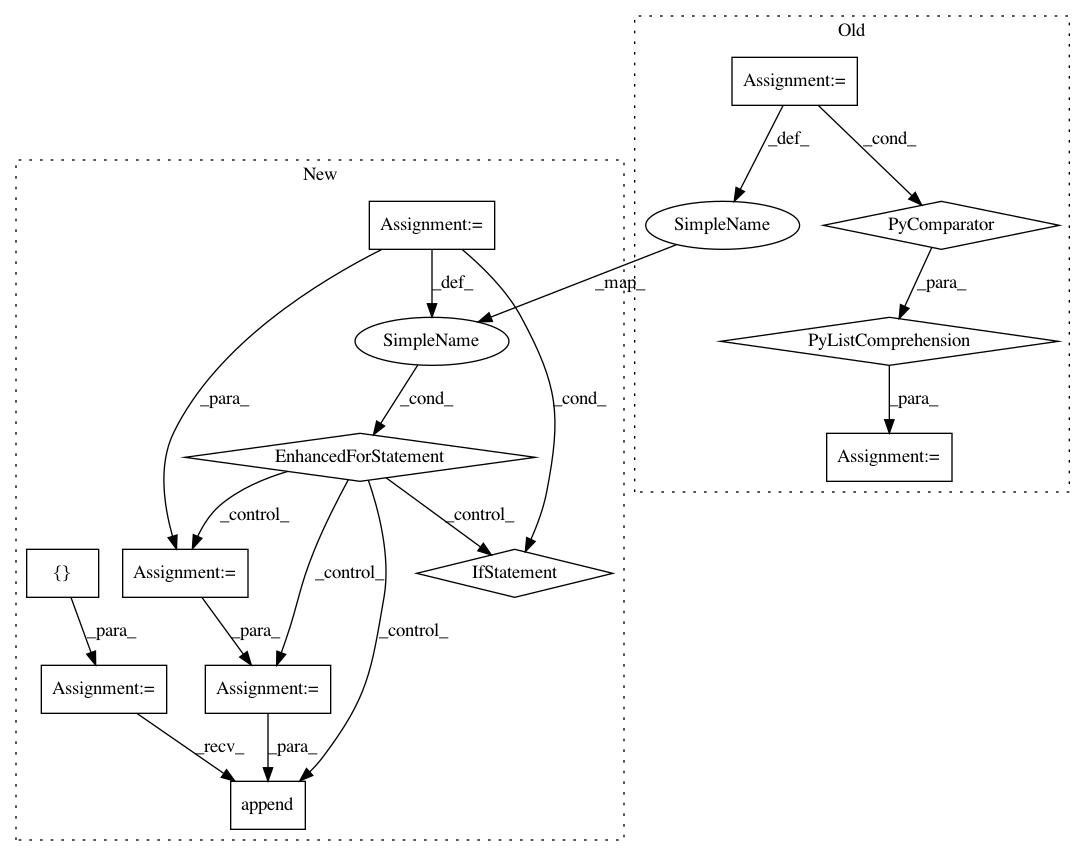 Old
Assignment:=
_def_
_cond_
New
Assignment:=
SimpleName
PyComparator
_def_
_map_
_para_
SimpleName
PyListComprehension
_para_
_cond_
_cond_
_para_
EnhancedForStatement
Assignment:=
_control_
_control_
{}
Assignment:=
_control_
IfStatement
_para_
_para_
_control_
Assignment:=
Assignment:=
_recv_
_para_
append